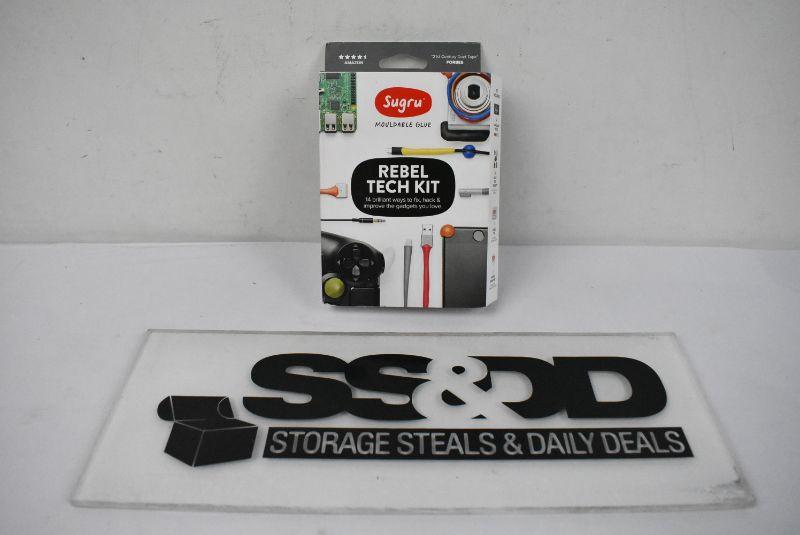 ★★★★★ "21st Century Duct Tape"
AMAZON FORBES
Sugru
MOULDABLE GLUE
REBEL
TECH KIT
14 brilliant ways to fix, hack &
improve the gadgets you love
SS&DD
STORAGE STEALS & DAILY DEALS